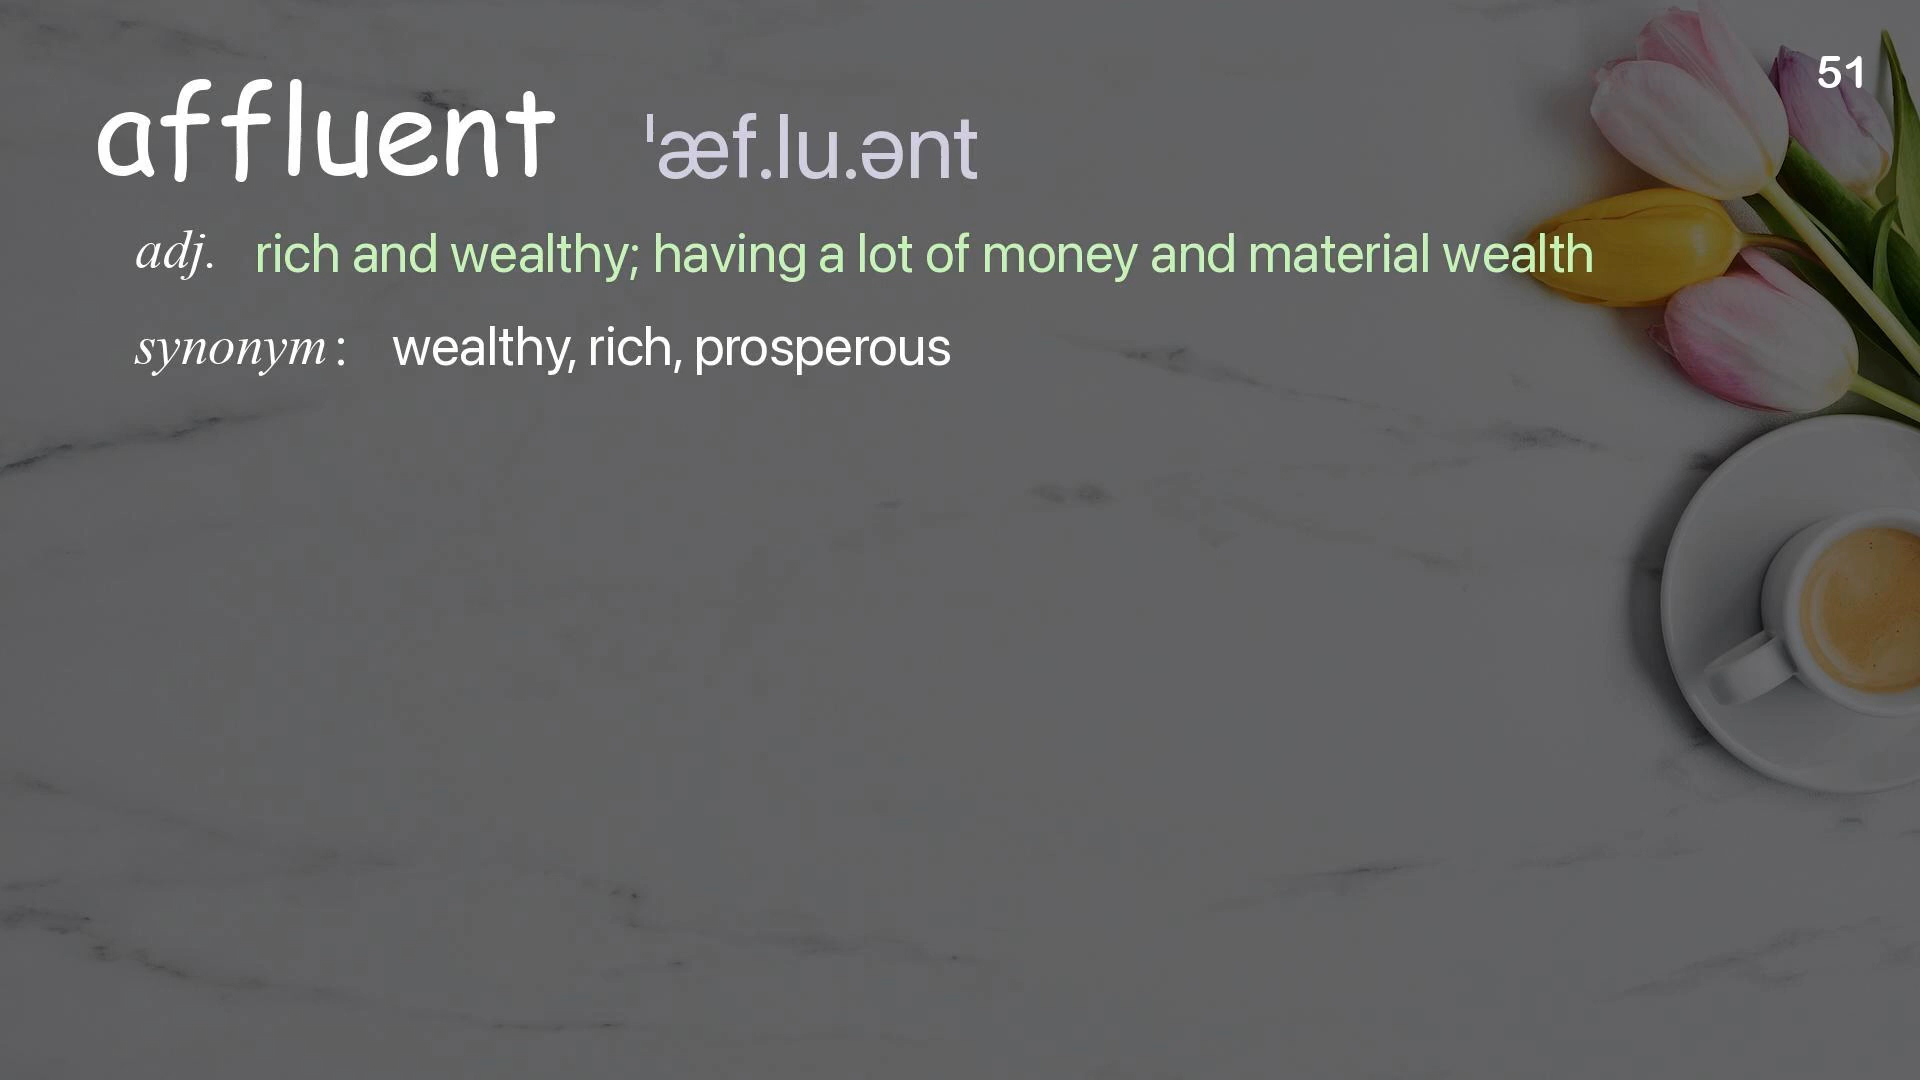 51
affluent ˈæf.lu.ənt
adj. rich and wealthy; having a lot of money and material wealth
synonym: wealthy, rich, prosperous